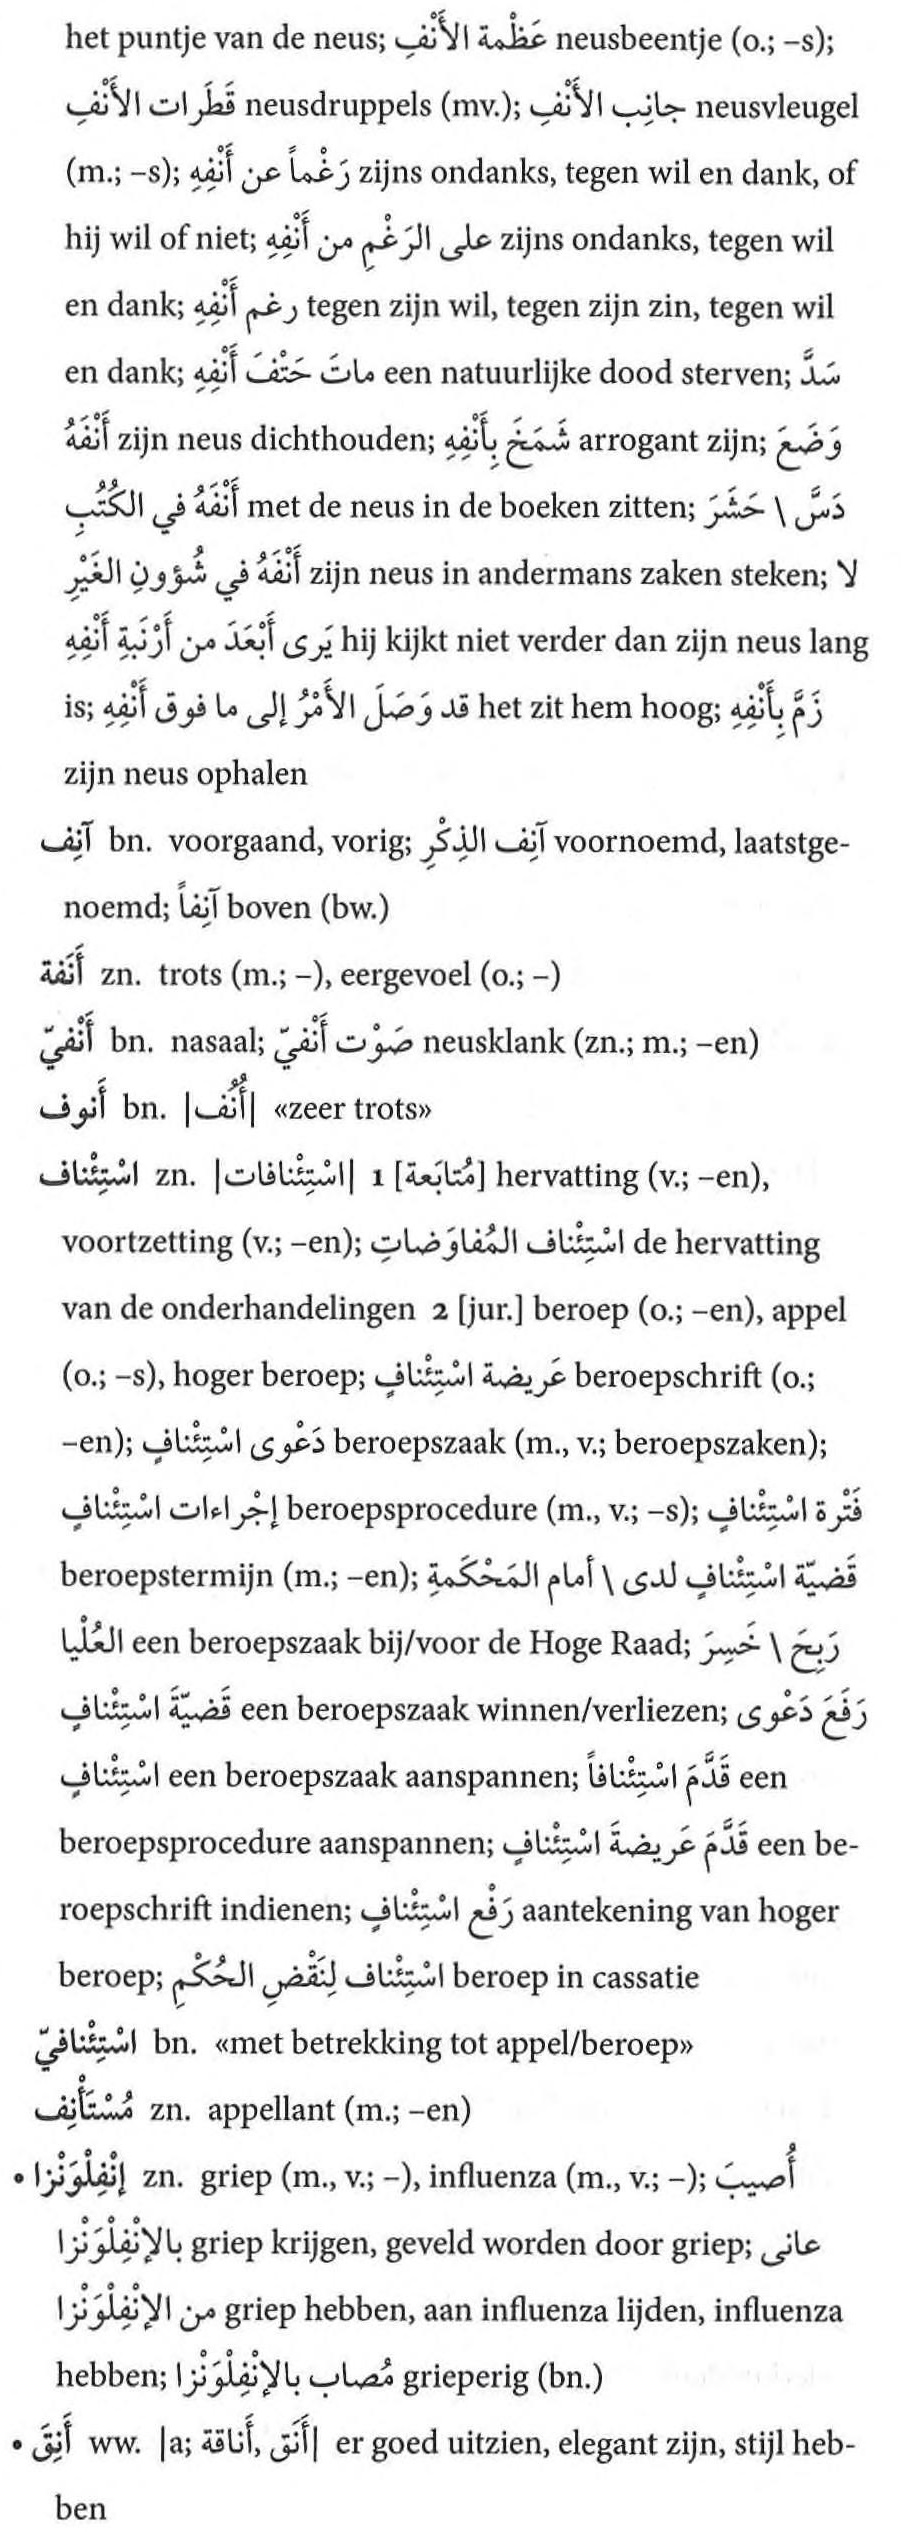 het puntje van de neus; عَظْمة الأَنْفِ neusbeentje (o.; –s);
قَطَرات الأَنْفِ neusdruppels (mv.); جانِب الأَنْفِ neusvleugel
(m.; –s); رَغْماً عن أَنْفِهِ zijns ondanks, tegen wil en dank, of
hij wil of niet; على الرَغْمِ من أَنْفِهِ zijns ondanks, tegen wil
en dank; رغم أَنْفِهِ tegen zijn wil, tegen zijn zin, tegen wil
en dank; ماتَ حَتْفَ أَنْفِهِ een natuurlijke dood sterven; سَدَّ
أَنْفَهُ zijn neus dichthouden; شَمَخَ بِأَنْفِهِ arrogant zijn; وَضَعَ
أَنْفَهُ في الكُتُبِ met de neus in de boeken zitten; دَسَّ \ حَشَرَ
أَنْفَهُ في شُؤونِ الغَيْرِ zijn neus in andermans zaken steken; لا
يَرى أَبْعَدَ من أَرْنَبةِ أَنْفِهِ hij kijkt niet verder dan zijn neus lang
is; قد وَصَلَ الأَمْرُ إلى ما فوق أَنْفِهِ het zit hem hoog; زَمَّ بِأَنْفِهِ
zijn neus ophalen
آنِف bn. voorgaand, vorig; آنِف الذِكْرِ voornoemd, laatstge-
noemd; آنِفاً boven (bw.)
أَنَفة zn. trots (m.; –), eergevoel (o.; –)
أَنْفيّ bn. nasaal; صَوْت أَنْفيّ neusklank (zn.; m.; –en)
أَنوف bn. |أُنُف| «zeer trots»
اسْتِئْناف zn. |اسْتِئْنافات| 1 [مُتابَعة] hervatting (v.; –en),
voortzetting (v.; –en); اسْتِئْناف المُفاوَضاتِ de hervatting
van de onderhandelingen 2 [jur.] beroep (o.; –en), appel
(o.; –s), hoger beroep; عَريضة اسْتِئْنافٍ beroepschrift (o.;
–en); دَعْوى اسْتِئْنافٍ beroepszaak (m., v.; beroepszaken);
إجْراءات اسْتِئْنافٍ beroepsprocedure (m., v.; –s); فَتْرة اسْتِئْنافٍ
beroepstermijn (m.; –en); قَضيّة اسْتِئْنافٍ لدى \ أمام المَحْكَمةِ
العُلْيا een beroepszaak bij/voor de Hoge Raad; رَبِحَ \ خَسِرَ
قَضيّةَ اسْتِئْنافٍ een beroepszaak winnen/verliezen; رَفَعَ دَعْوى
اسْتِئْنافٍ een beroepszaak aanspannen; قَدَّمَ اسْتِئْنافاً een
beroepsprocedure aanspannen; قَدَّمَ عَريضةَ اسْتِئْنافٍ een be-
roepschrift indienen; رَفْع اسْتِئْنافٍ aantekening van hoger
beroep; اسْتِئْناف لِنَقْضِ الحُكْمِ beroep in cassatie
اسْتِئْنافيّ bn. «met betrekking tot appel/beroep»
مُسْتَأْنِف zn. appellant (m.; –en)
• إنْفِلْوَنْزا zn. griep (m., v.; –), influenza (m., v.; –); أُصيبَ
بالإنْفِلْوَنْزا griep krijgen, geveld worden door griep; عانى
من الإنْفِلْوَنْزا griep hebben, aan influenza lijden, influenza
hebben; مُصاب بالإنْفِلْوَنْزا grieperig (bn.)
• أَنِقَ ww. |a; أَنَق, أَناقة| er goed uitzien, elegant zijn, stijl heb-
ben